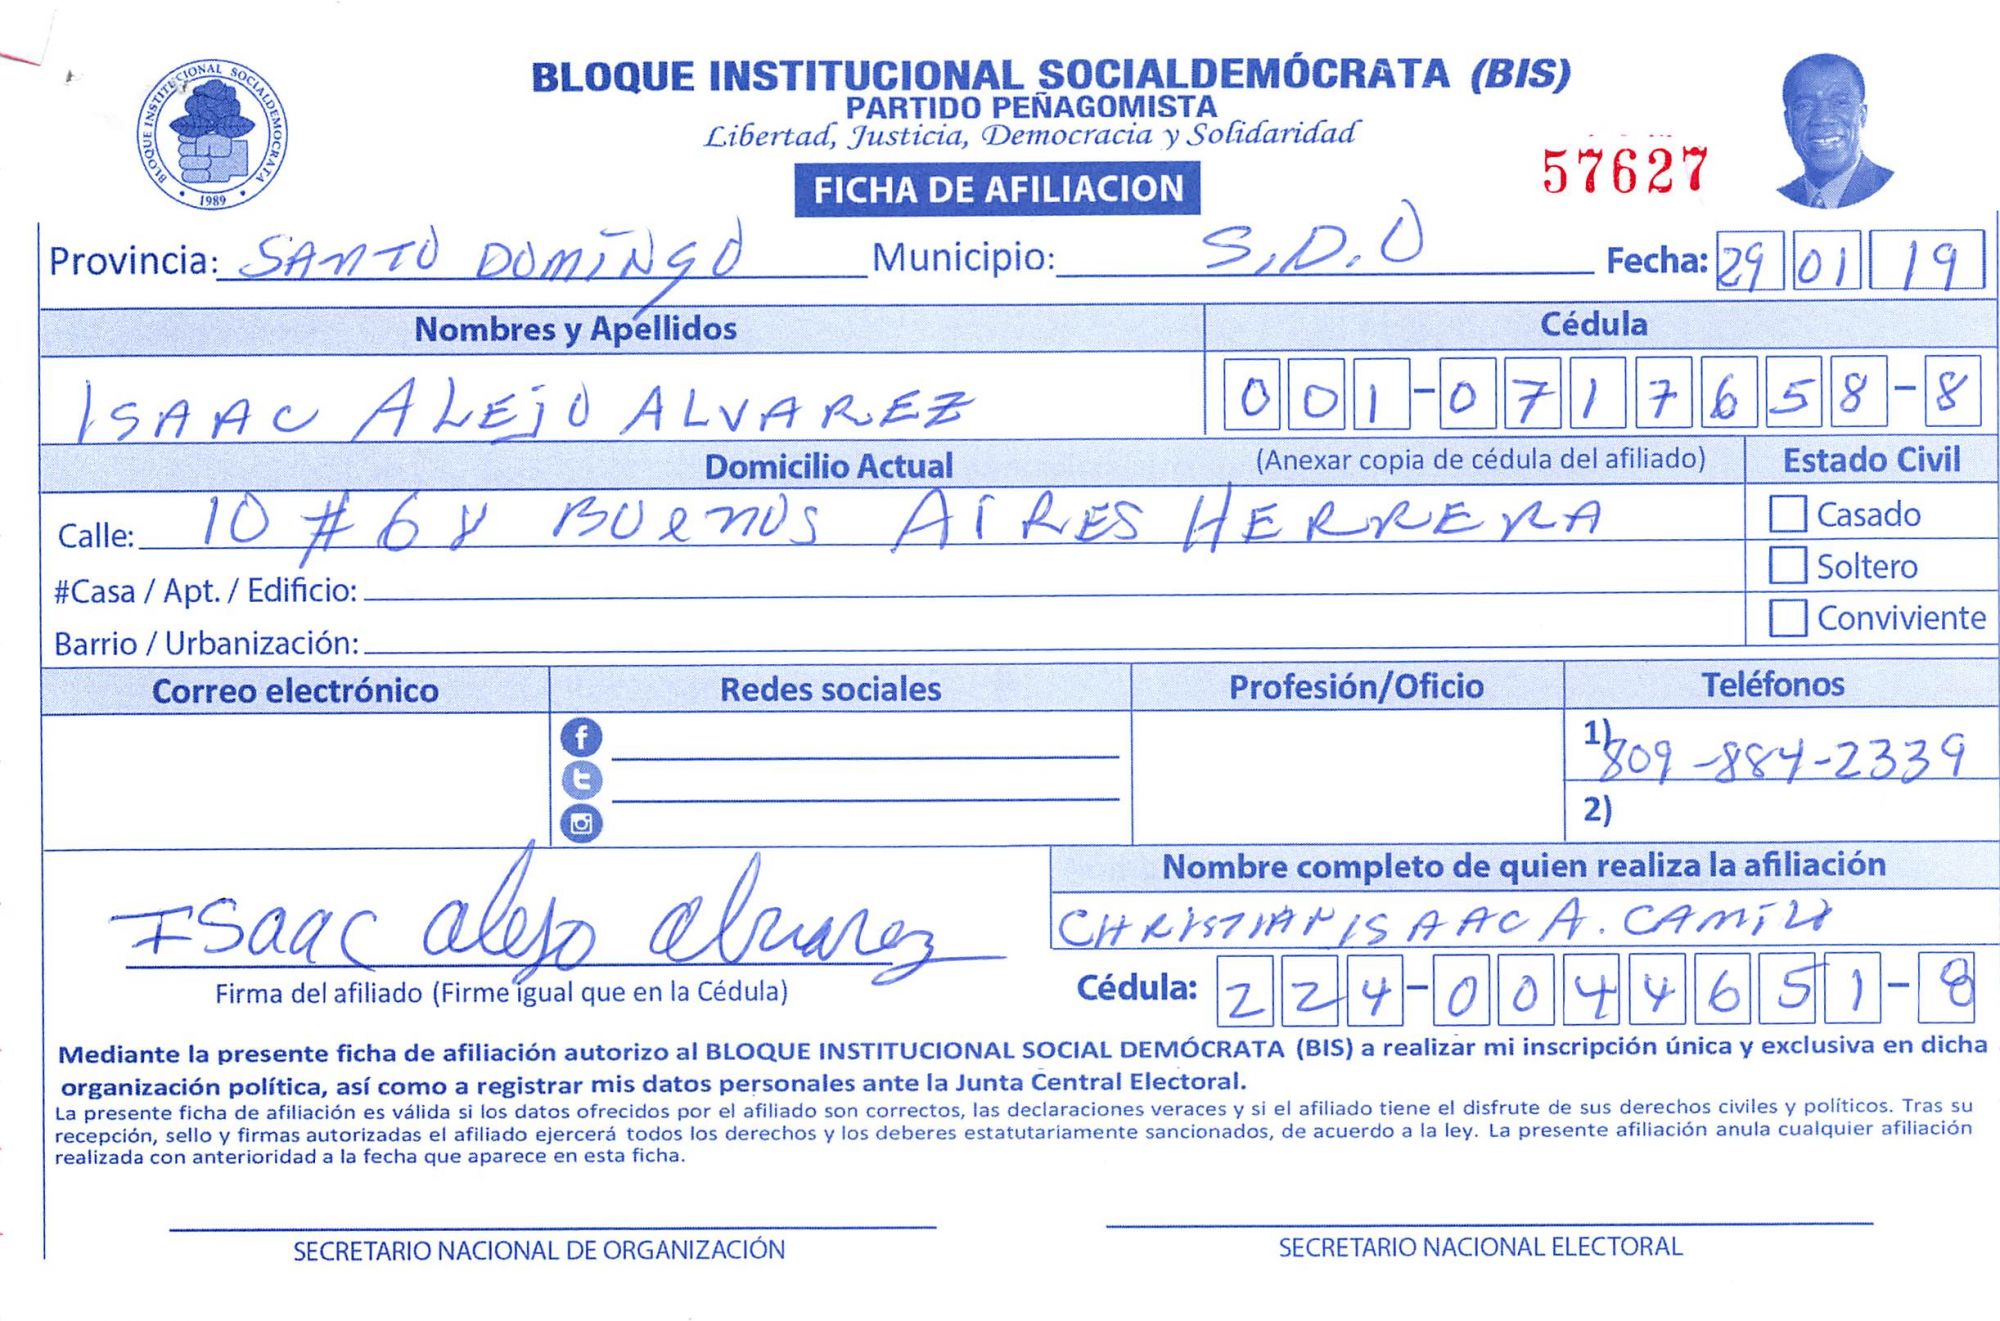 BLOQUE INSTITUCIONAL SOCIALDEMOCRATA
1989
BLOQUE INSTITUCIONAL SOCIALDEMÓCRATA (BIS)
PARTIDO PEÑAGOMISTA
Libertad, Justicia, Democracia y Solidaridad
FICHA DE AFILIACION
57627
Provincia: SANTO DOMINGO Municipio: S.D.O Fecha: 29 01 19
Nombres y Apellidos Cédula
ISAAC ALEJO ALVAREZ 001-0717658-8
Domicilio Actual (Anexar copia de cédula del afiliado) Estado Civil
Calle: 10 # 68 BUENOS AIRES HERRERA Casado
#Casa / Apt. / Edificio: Soltero
Barrio / Urbanización: Conviviente
Correo electrónico Redes sociales Profesión/Oficio Teléfonos
1) 809-884-2339
2)
Nombre completo de quien realiza la afiliación
CHRISTIAN ISAAC A. CAMILO
Isaac alejo alvarez
Firma del afiliado (Firme igual que en la Cédula) Cédula: 224-0044651-8
Mediante la presente ficha de afiliación autorizo al BLOQUE INSTITUCIONAL SOCIAL DEMÓCRATA (BIS) a realizar mi inscripción única y exclusiva en dicha
organización política, así como a registrar mis datos personales ante la Junta Central Electoral.
La presente ficha de afiliación es válida si los datos ofrecidos por el afiliado son correctos, las declaraciones veraces y si el afiliado tiene el disfrute de sus derechos civiles y políticos. Tras su
recepción, sello y firmas autorizadas el afiliado ejercerá todos los derechos y los deberes estatutariamente sancionados, de acuerdo a la ley. La presente afiliación anula cualquier afiliación
realizada con anterioridad a la fecha que aparece en esta ficha.
SECRETARIO NACIONAL DE ORGANIZACIÓN SECRETARIO NACIONAL ELECTORAL